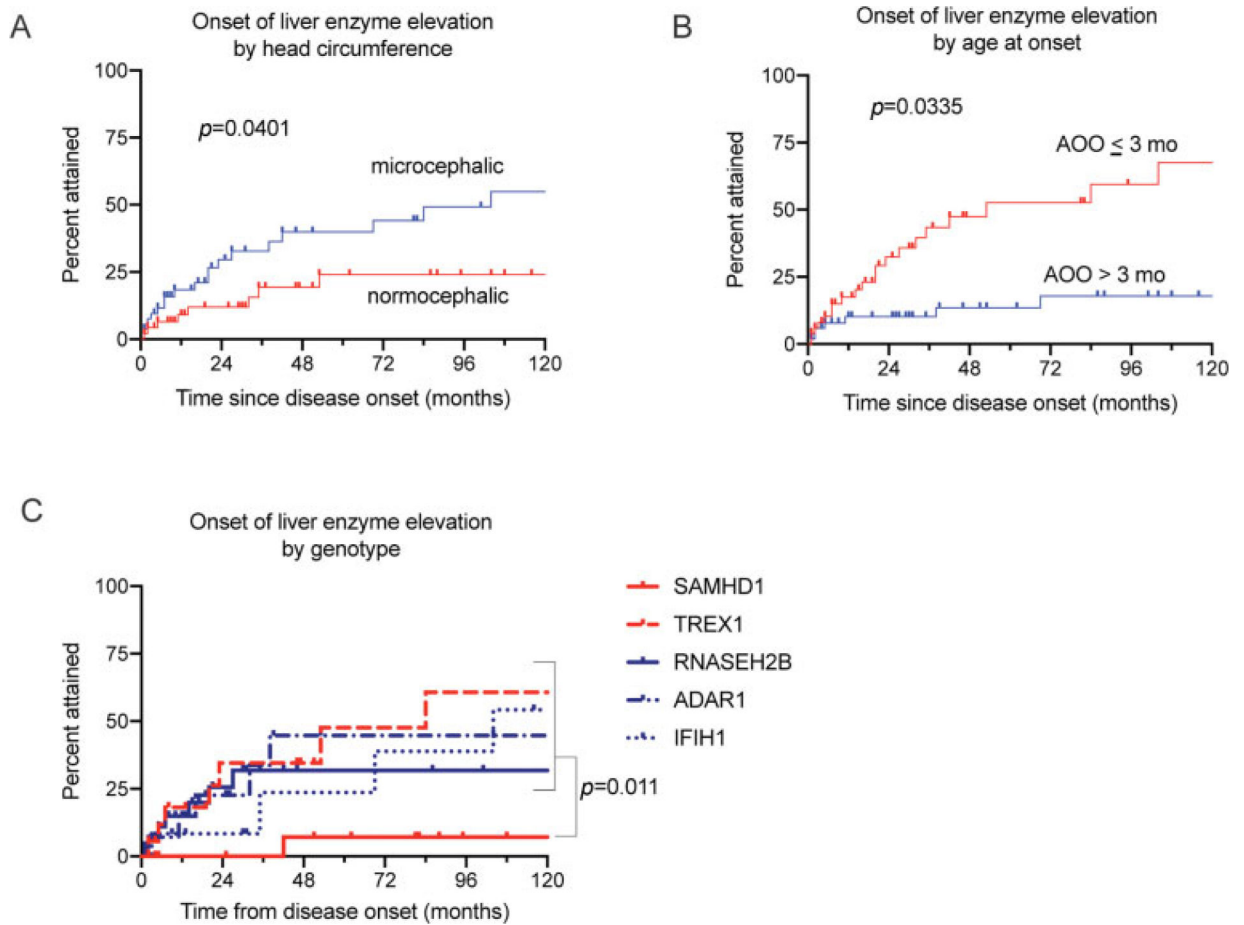 A
Onset of liver enzyme elevation
by head circumference
100
75
50
25
0
Percent attained
p=0.0401
microcephalic
normocephalic
0 24 48 72 96 120
Time since disease onset (months)
B
Onset of liver enzyme elevation
by age at onset
100
75
50
25
0
Percent attained
p=0.0335
AOO ≤ 3 mo
AOO > 3 mo
0 24 48 72 96 120
Time since disease onset (months)
C
Onset of liver enzyme elevation
by genotype
100
75
50
25
0
Percent attained
p=0.011
0 24 48 72 96 120
Time from disease onset (months)
SAMHD1
TREX1
RNASEH2B
ADAR1
IFIH1